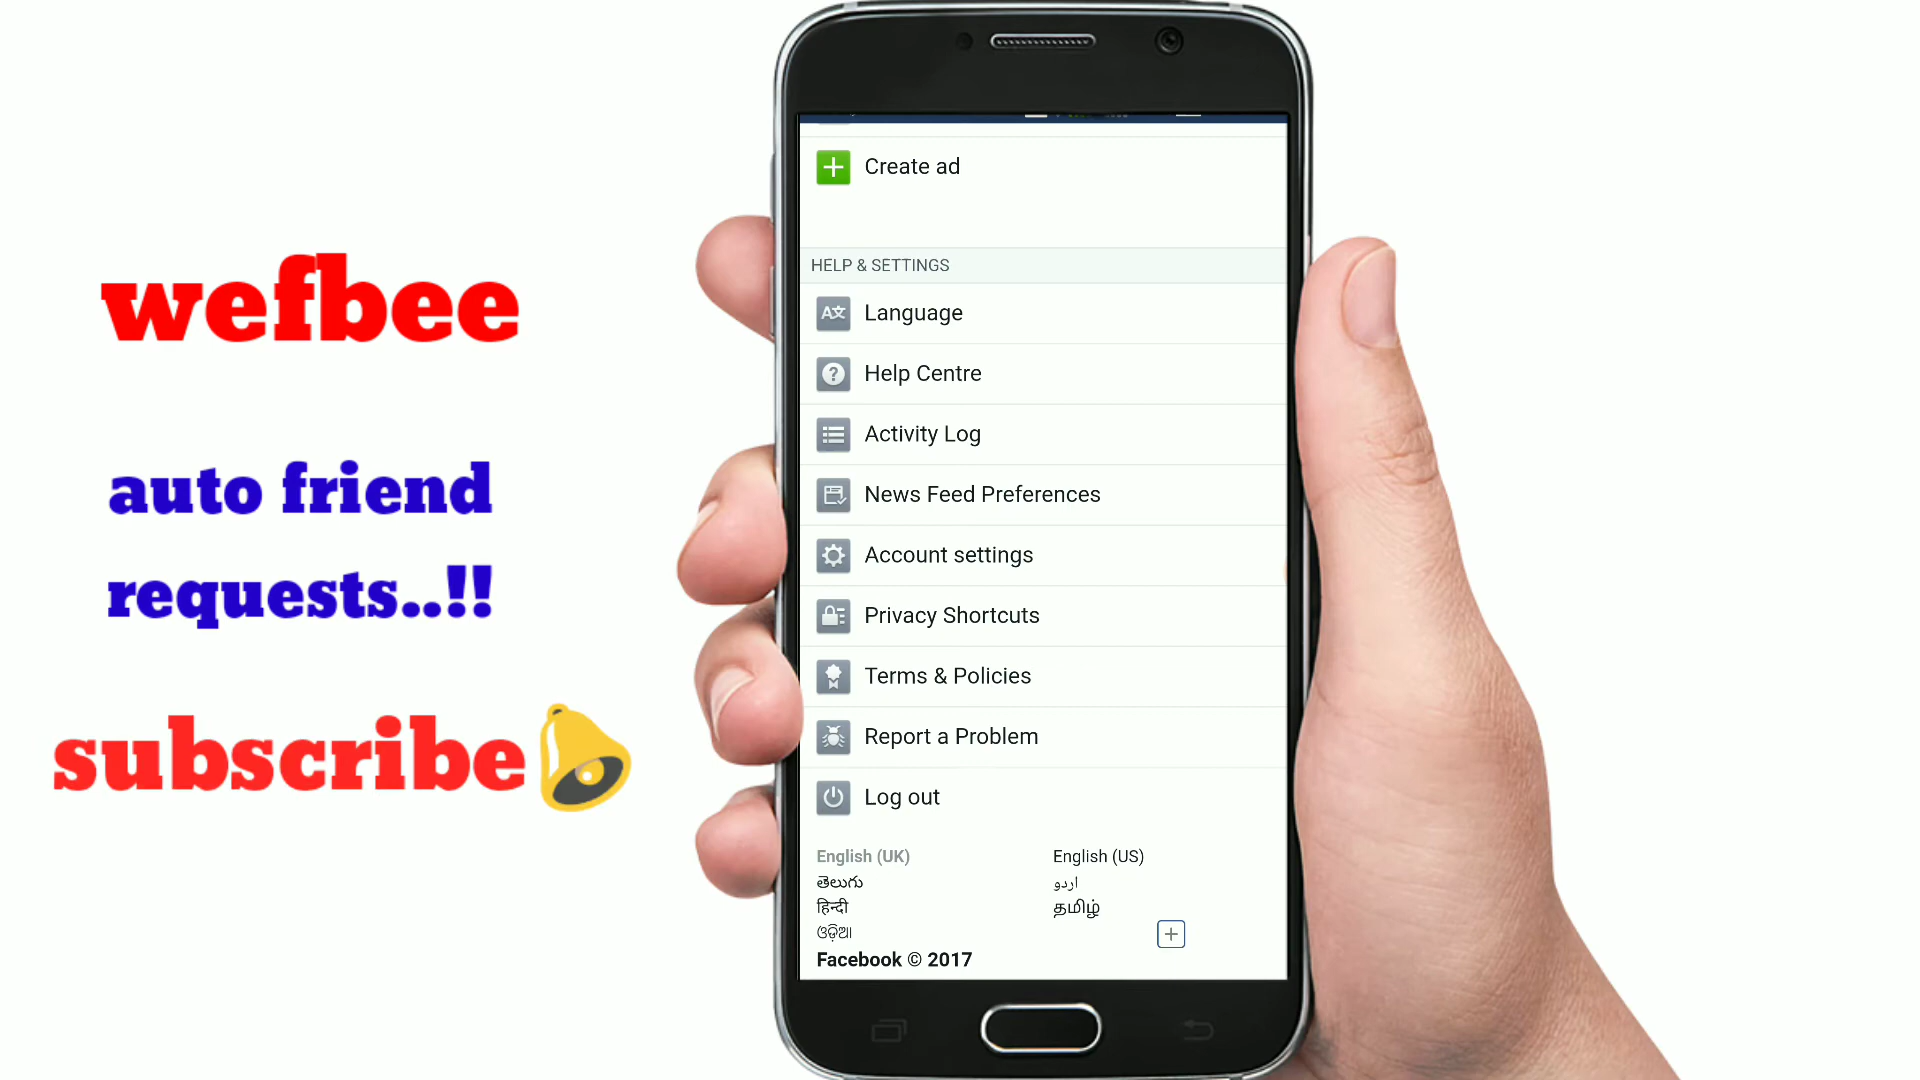 wefbee
auto friend
requests..!!
subscribe
Create ad
HELP & SETTINGS
Language
Help Centre
Activity Log
News Feed Preferences
Account settings
Privacy Shortcuts
Terms & Policies
Report a Problem
Log out
English (UK) English (US)
తెలుగు اردو
हिन्दी தமிழ்
ଓଡ଼ିଆ
Facebook © 2017